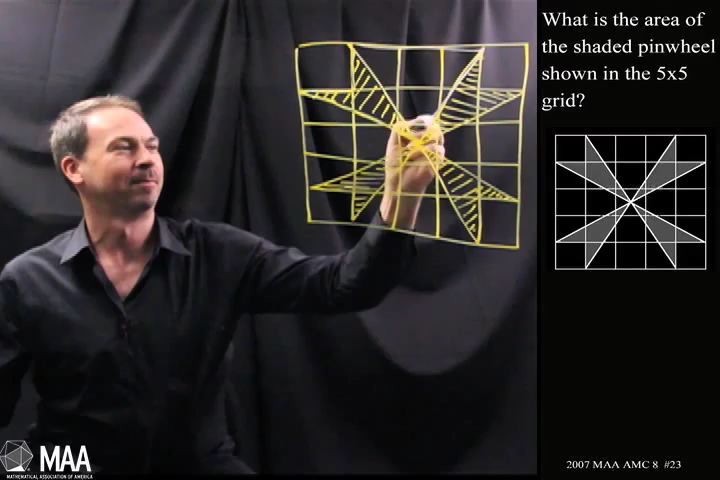 What is the area of
the shaded pinwheel
shown in the 5x5
grid?
2007 MAA AMC 8 #23
MAA
MATHEMATICAL ASSOCIATION OF AMERICA